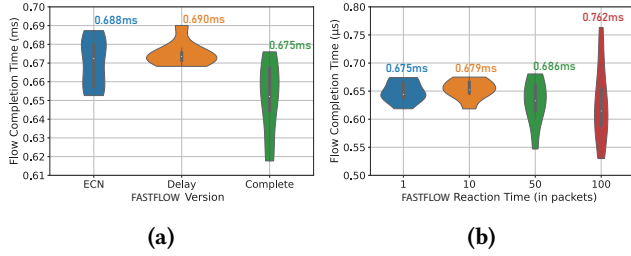 0.70
0.69
0.68
0.67
0.66
0.65
0.64
0.63
0.62
0.61
Flow Completion Time (ms)
0.688ms
0.690ms
0.675ms
ECN
Delay
Complete
FASTFLOW Version
(a)
0.80
0.75
0.70
0.65
0.60
0.55
0.50
Flow Completion Time (µs)
0.675ms
0.679ms
0.686ms
0.762ms
1
10
50
100
FASTFLOW Reaction Time (in packets)
(b)